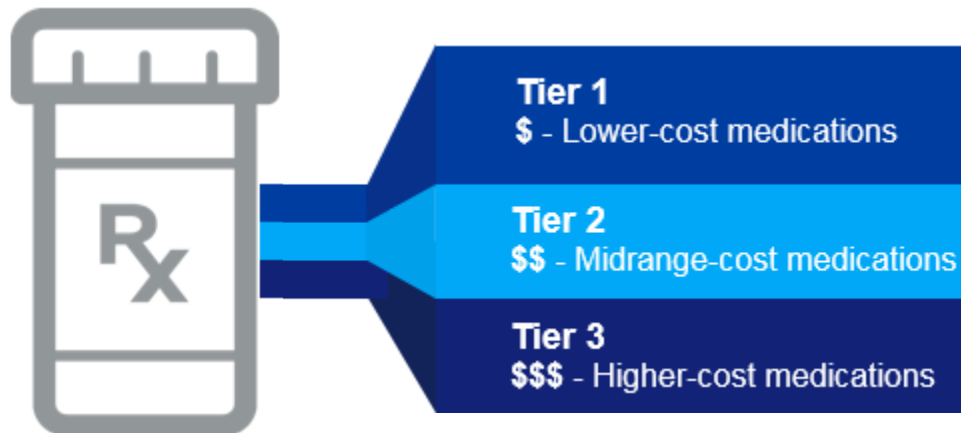 Rx
Tier 1
$ - Lower-cost medications
Tier 2
$$ - Midrange-cost medications
Tier 3
$$$ - Higher-cost medications